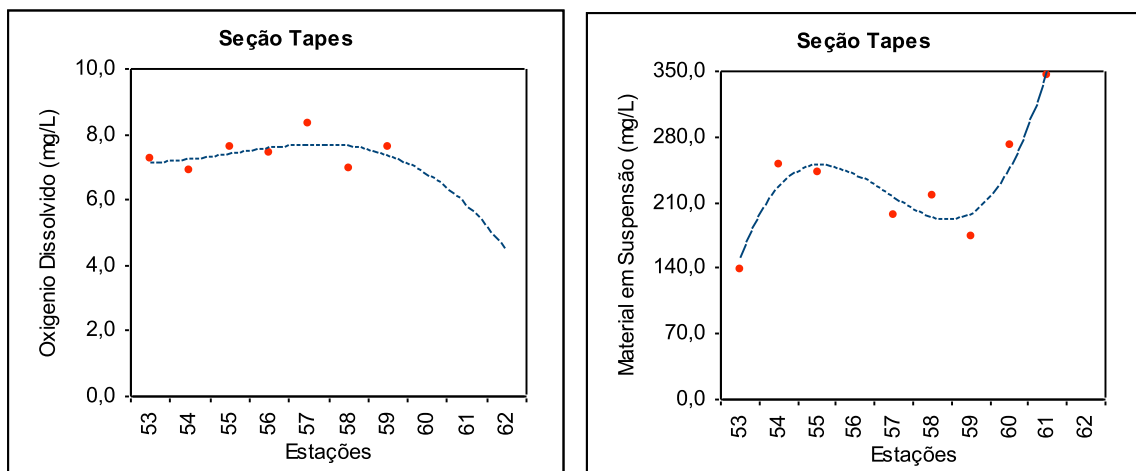 Seção Tapes
Oxigenio Dissolvido (mg/L)
10,0
8,0
6,0
4,0
2,0
0,0
53 54 55 56 57 58 59 60 61 62
Estações
Seção Tapes
Material em Suspensão (mg/L)
350,0
280,0
210,0
140,0
70,0
0,0
53 54 55 56 57 58 59 60 61 62
Estações